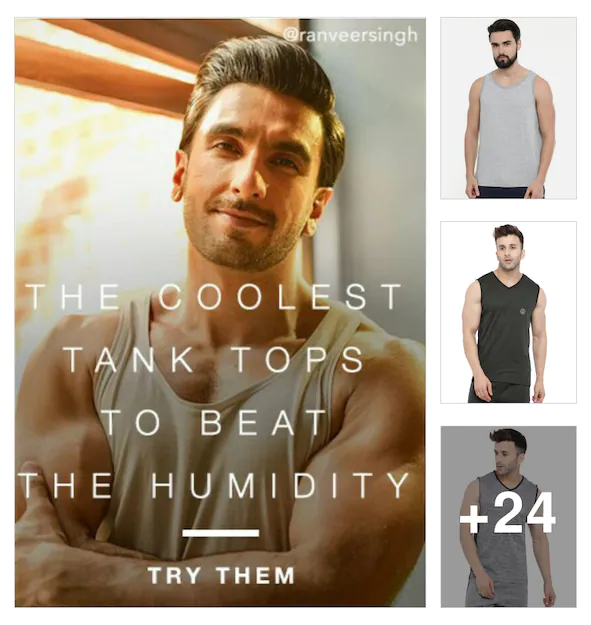 @ranveersingh
THE COOLEST
TANK TOPS
TO BEAT
THE HUMIDITY
TRY THEM
+24